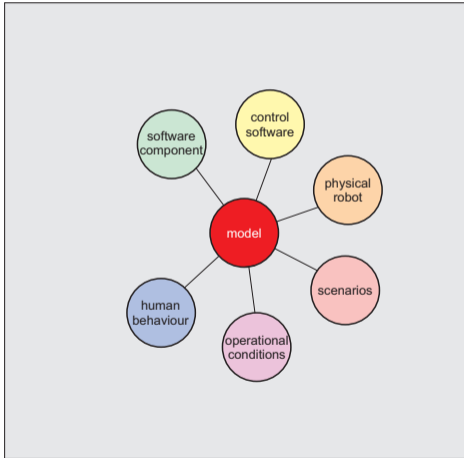 control
software
software
component
physical
robot
model
scenarios
human
behaviour
operational
conditions